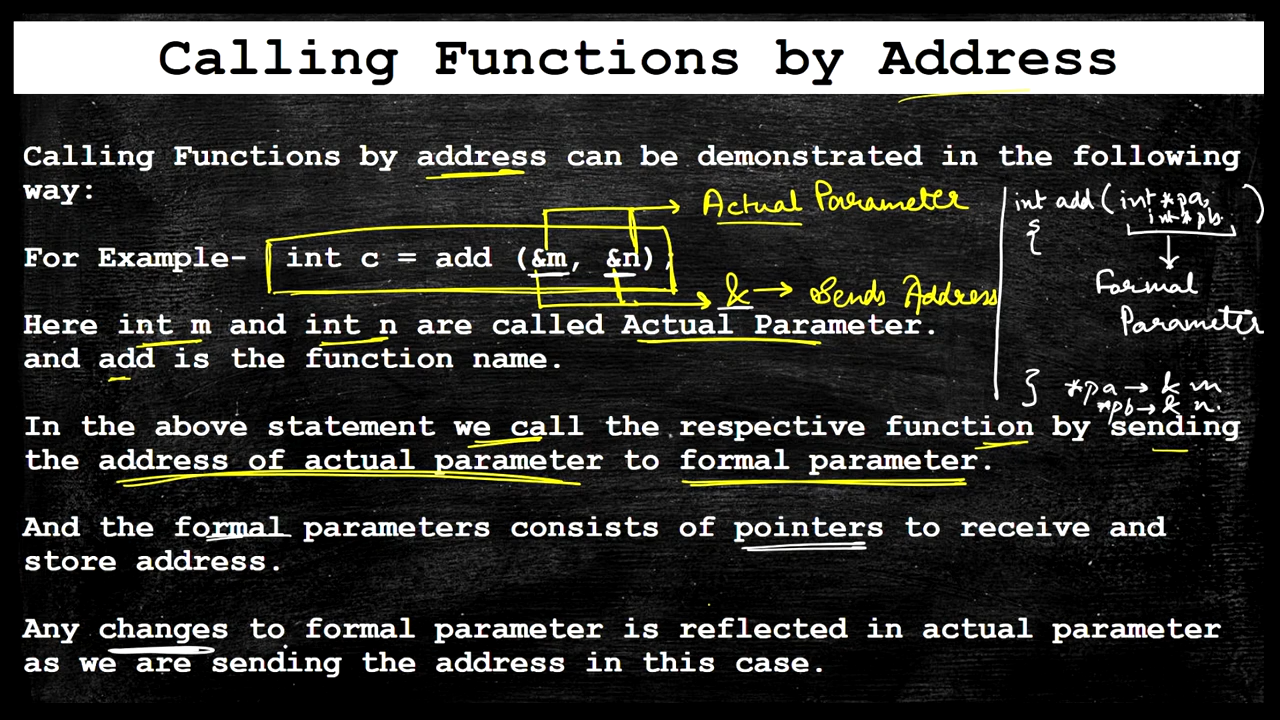 Calling Functions by Address
Calling Functions by address can be demonstrated in the following
way:
Actual Parameter
int add (int *pa,
int *pb )
{
For Example- int c = add (&m, &n);
Formal
Parameter
& → Sends Address
Here int m and int n are called Actual Parameter.
and add is the function name.
} *pa → & m
*pb → & n.
In the above statement we call the respective function by sending
the address of actual parameter to formal parameter.
And the formal parameters consists of pointers to receive and
store address.
Any changes to formal parameter is reflected in actual parameter
as we are sending the address in this case.